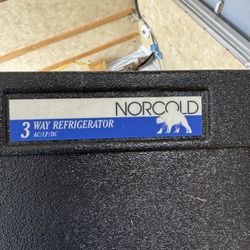 NORCOLD
3 WAY REFRIGERATOR
AC/LP/DC